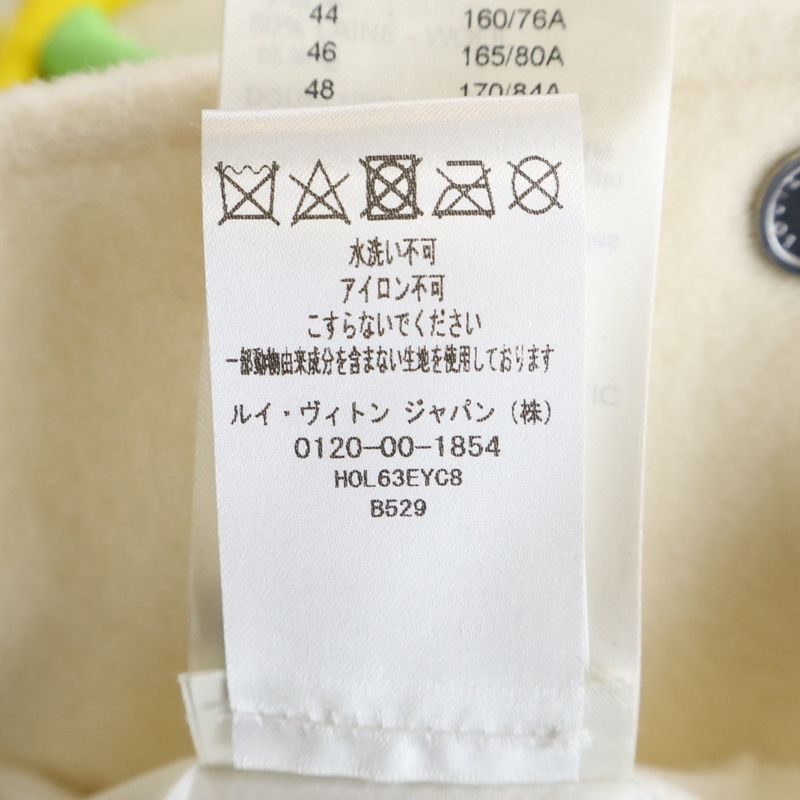 44 160/76A
46 165/80A
48 170/84A
水洗い不可
アイロン不可
こすらないでください
一部動物由来成分を含まない生地を使用しております
ルイ・ヴィトン ジャパン (株)
0120-00-1854
HOL63EYC8
B529